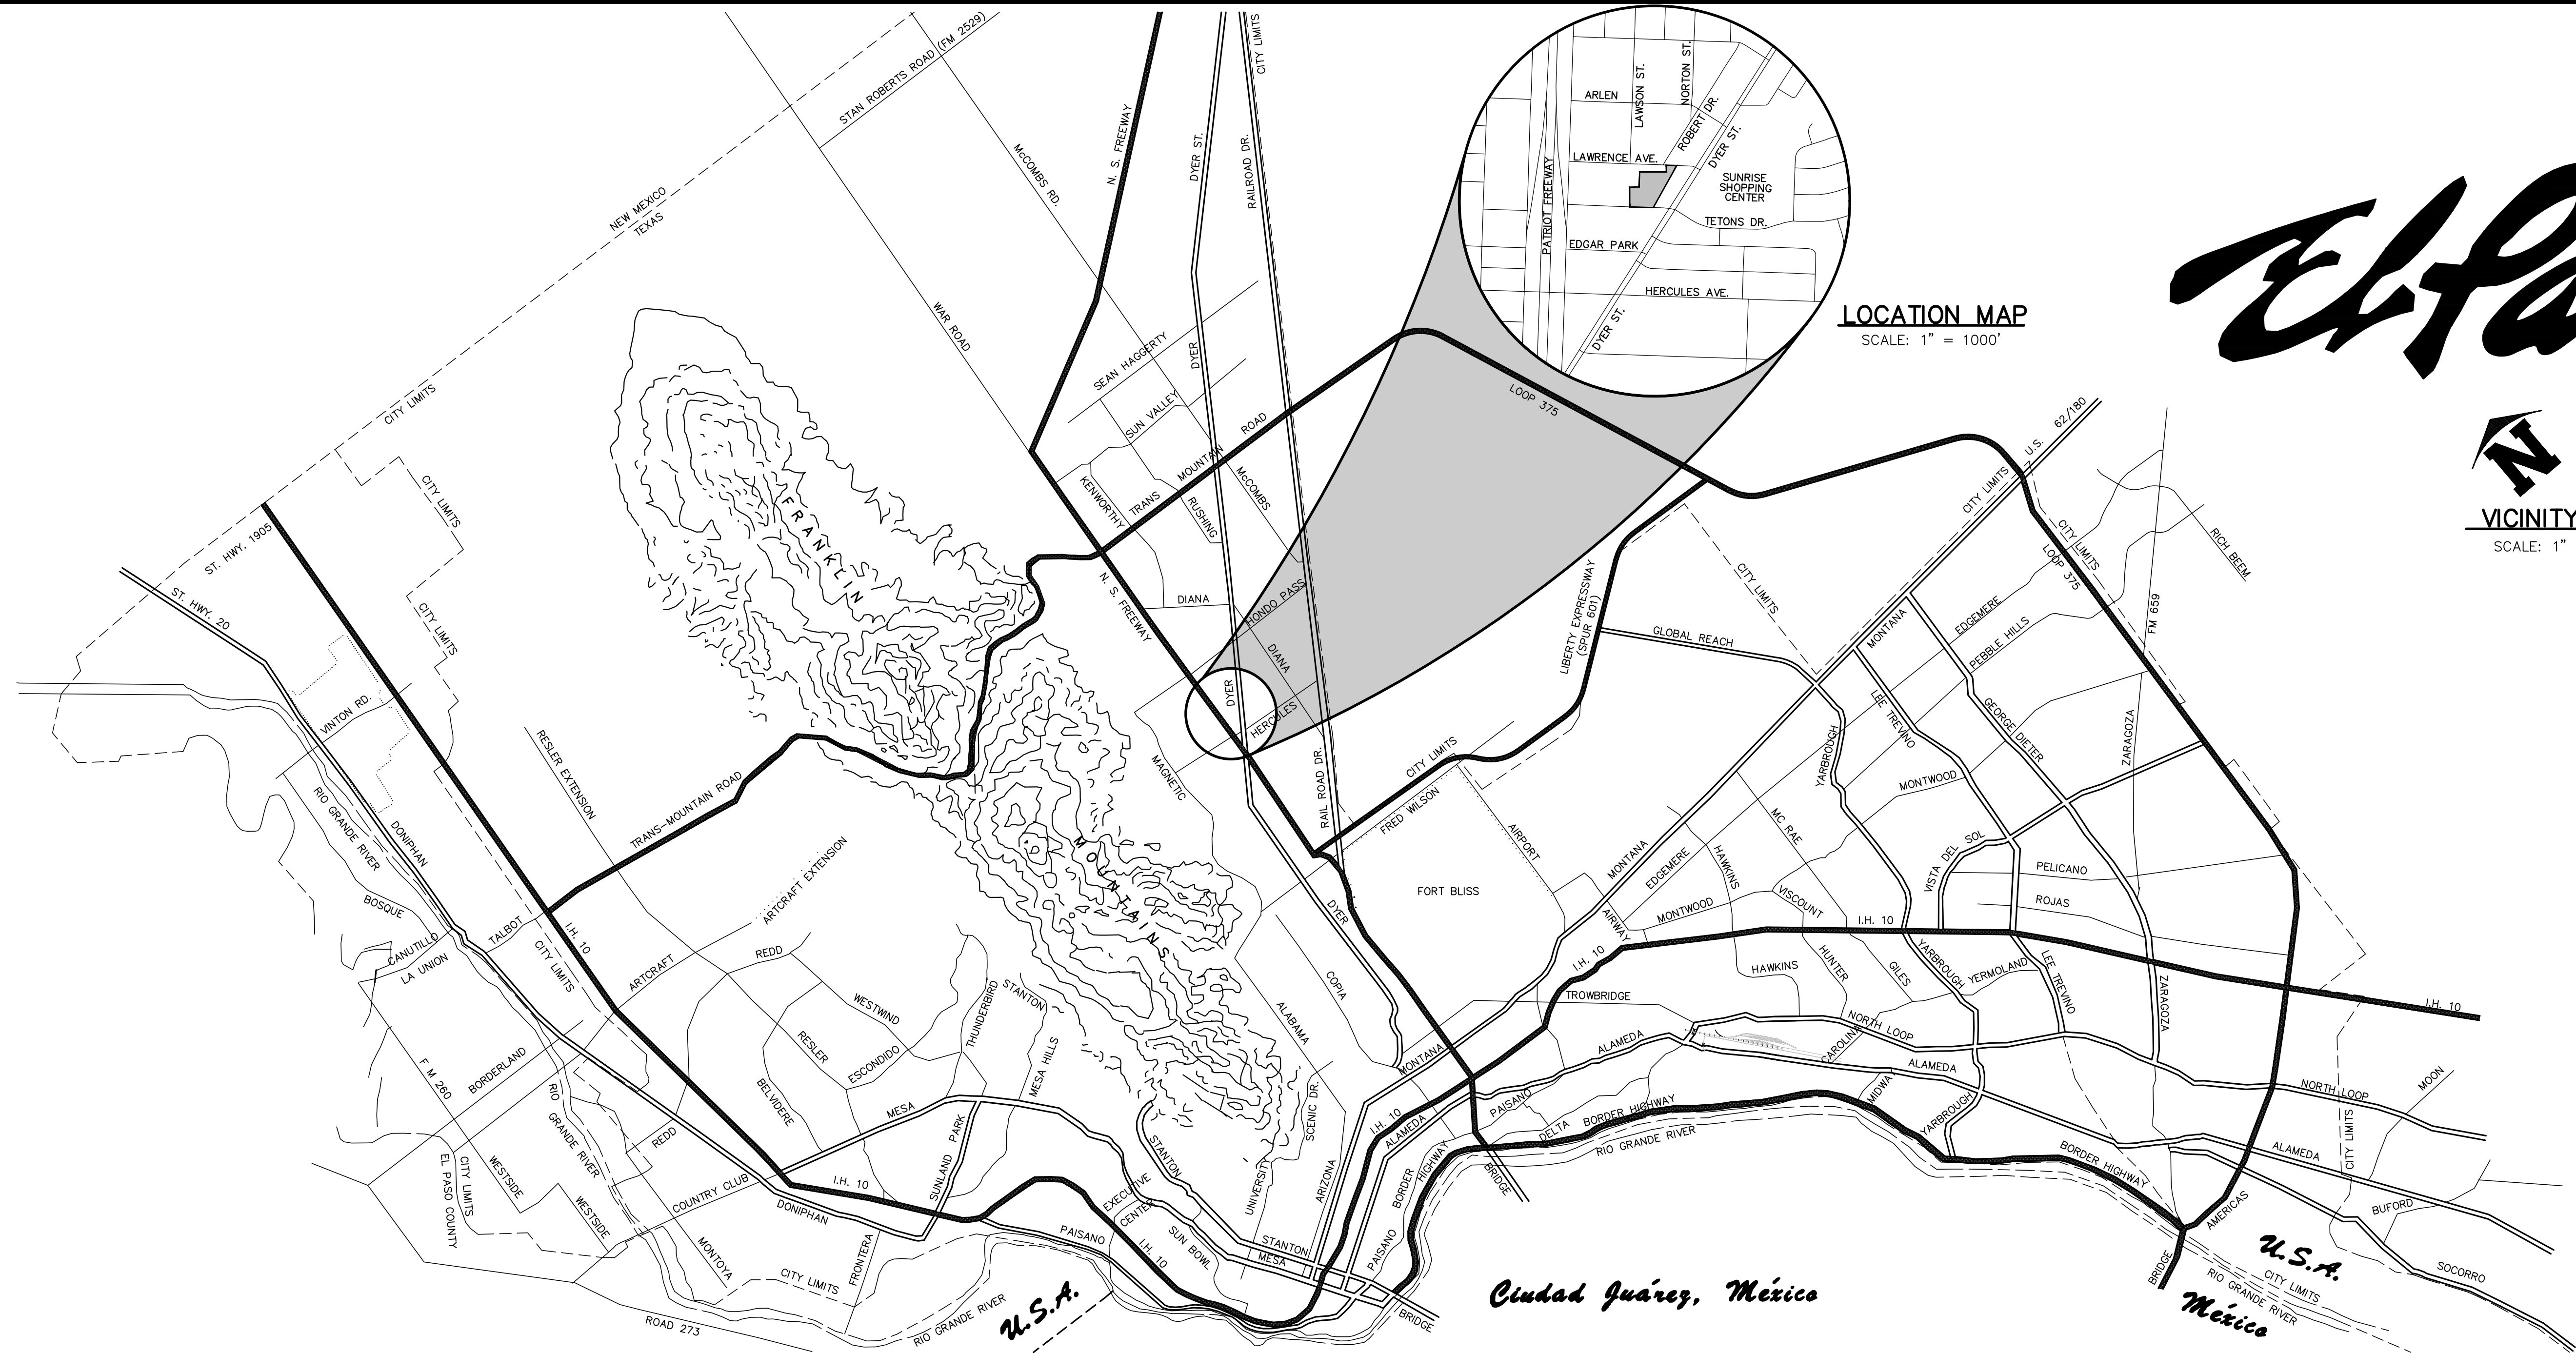 STAN ROBERTS ROAD (FM 2529)
CITY LIMITS
McCOMBS RD.
N. S. FREEWAY
DYER ST.
RAILROAD DR.
NEW MEXICO
TEXAS
WAR ROAD
CITY LIMITS
CITY LIMITS
CITY LIMITS
ST. HWY. 1905
ST. HWY. 20
SEAN HAGGERTY
DYER
SUN VALLEY
KENWORTHY
TRANS MOUNTAIN ROAD
RUSHING
McCOMBS
ARLEN
LAWSON ST.
NORTON ST.
ROBERT DR.
DYER ST.
LAWRENCE AVE.
PATRIOT FREEWAY
SUNRISE
SHOPPING
CENTER
TETONS DR.
EDGAR PARK
HERCULES AVE.
DYER ST.
LOCATION MAP
SCALE: 1" = 1000'
El Pa
N
VICINITY
SCALE: 1"
LOOP 375
U.S. 62/180
CITY LIMITS
CITY LIMITS
LOOP 375
RICH BEEM
FM 659
FRANKLIN
MOUNTAINS
N. S. FREEWAY
DIANA
HONDO PASS
DIANA
DYER
HERCULES
MAGNETIC
RAIL ROAD DR.
CITY LIMITS
FRED WILSON
LIBERTY EXPRESSWAY
(SPUR 601)
GLOBAL REACH
CITY LIMITS
MONTANA
EDGEMERE
PEBBLE HILLS
LEE TREVINO
GEORGE DIETER
ZARAGOZA
YARBROUGH
MONTWOOD
MC RAE
VISTA DEL SOL
PELICANO
ROJAS
AIRPORT
FORT BLISS
MONTANA
EDGEMERE
HAWKINS
VISCOUNT
MONTWOOD
AIRWAY
I.H. 10
I.H. 10
HAWKINS
HUNTER
GILES
YARBROUGH
YERMOLAND
LEE TREVINO
ZARAGOZA
I.H. 10
TROWBRIDGE
NORTH LOOP
CAROLINA
ALAMEDA
ALAMEDA
MONTANA
I.H. 10
ALAMEDA
PAISANO
DELTA
BORDER HIGHWAY
RIO GRANDE RIVER
MIDWA
YARBROUGH
BORDER HIGHWAY
NORTH LOOP
MOON
CITY LIMITS
ALAMEDA
BUFORD
SOCORRO
AMERICAS
BRIDGE
U.S.A.
CITY LIMITS
RIO GRANDE RIVER
México
VINTON RD.
RESLER EXTENSION
RIO GRANDE RIVER
DONIPHAN
TRANS-MOUNTAIN ROAD
ARTCRAFT EXTENSION
BOSQUE
CANUTILLO
LA UNION
TALBOT
CITY LIMITS
I.H. 10
ARTCRAFT
REDD
WESTWIND
THUNDERBIRD
STANTON
MESA HILLS
RESLER
ESCONDIDO
BELVIDERE
MESA
SUNLAND PARK
F M 260
BORDERLAND
RIO
GRANDE RIVER
REDD
EL PASO COUNTY
CITY LIMITS
WESTSIDE
WESTSIDE
COUNTRY CLUB
DONIPHAN
I.H. 10
MONTOYA
CITY LIMITS
FRONTERA
ROAD 273
RIO GRANDE RIVER
U.S.A.
PAISANO
EXECUTIVE
CENTER
I.H. 10
SUN BOWL
STANTON
DYER
COPIA
ALABAMA
SCENIC DR.
UNIVERSITY
ARIZONA
STANTON
MESA
PAISANO
BORDER
HIGHWAY
BRIDGE
BRIDGE
Ciudad Juárez, México